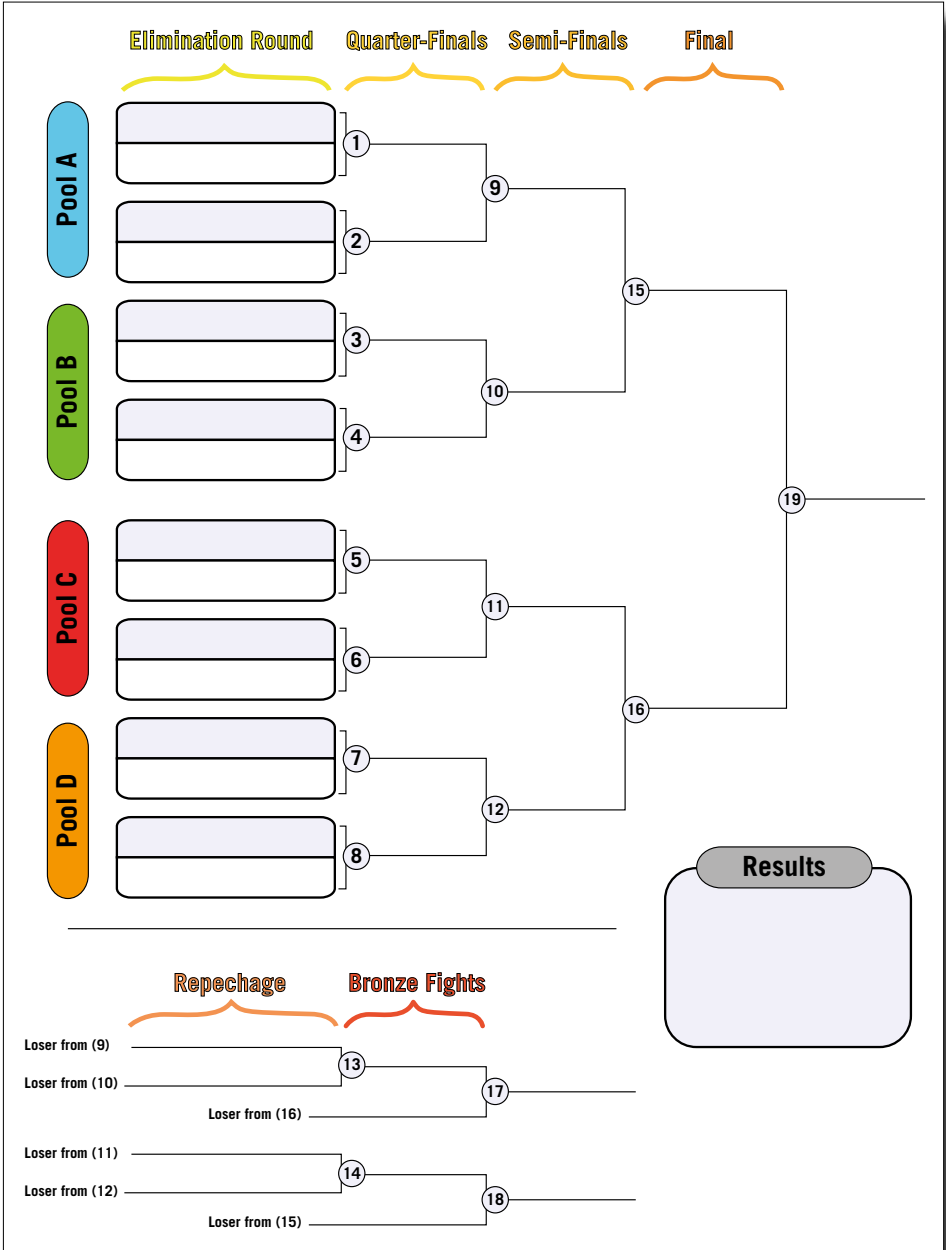 Elimination Round Quarter-Finals Semi-Finals Final
Pool A
1
2
9
Pool B
3
4
10
15
Pool C
5
6
11
Pool D
7
8
12
16
19
Results
Repechage Bronze Fights
Loser from (9)
13
Loser from (10)
17
Loser from (16)
Loser from (11)
14
Loser from (12)
18
Loser from (15)